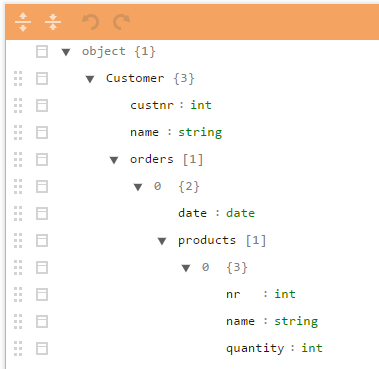 object {1}
Customer {3}
custnr : int
name : string
orders [1]
0 {2}
date : date
products [1]
0 {3}
nr : int
name : string
quantity : int